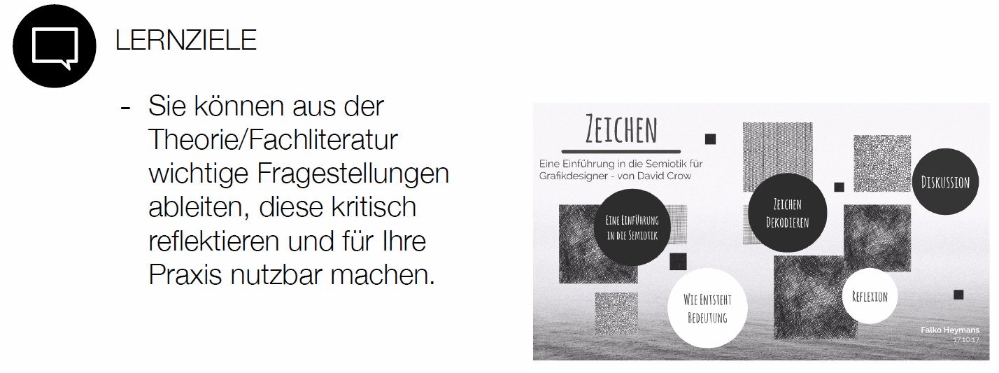 LERNZIELE
- Sie können aus der
Theorie/Fachliteratur
wichtige Fragestellungen
ableiten, diese kritisch
reflektieren und für Ihre
Praxis nutzbar machen.
ZEICHEN
Eine Einführung in die Semiotik für
Grafikdesigner - von David Crow
EINE EINFÜHRUNG
IN DIE SEMIOTIK
WIE ENTSTEHT
BEDEUTUNG
ZEICHEN
DEKODIEREN
REFLEXION
DISKUSSION
Falko Heymans
17.10.17